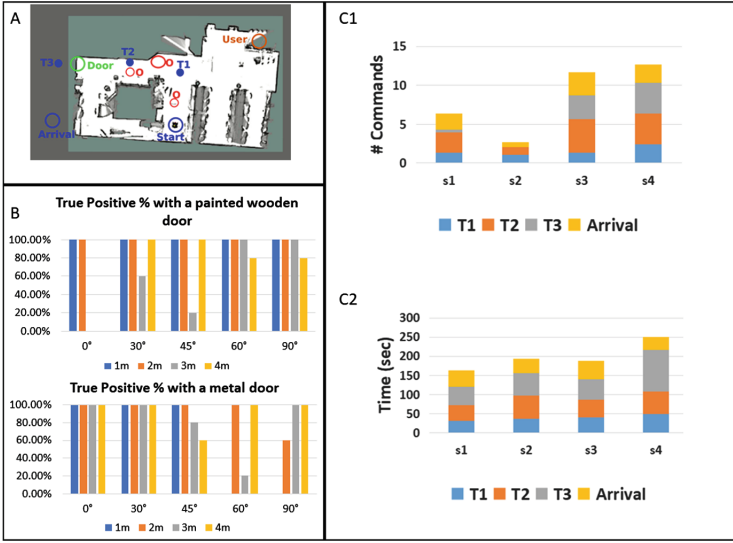 A
User
T3
Door
T2
O
O
T1
O
Arrival
Start
B
True Positive % with a painted wooden
door
100.00%
80.00%
60.00%
40.00%
20.00%
0.00%
0° 30° 45° 60° 90°
1m 2m 3m 4m
True Positive % with a metal door
100.00%
80.00%
60.00%
40.00%
20.00%
0.00%
0° 30° 45° 60° 90°
1m 2m 3m 4m
C1
# Commands
15
10
5
0
s1 s2 s3 s4
T1 T2 T3 Arrival
C2
Time (sec)
300
250
200
150
100
50
0
s1 s2 s3 s4
T1 T2 T3 Arrival